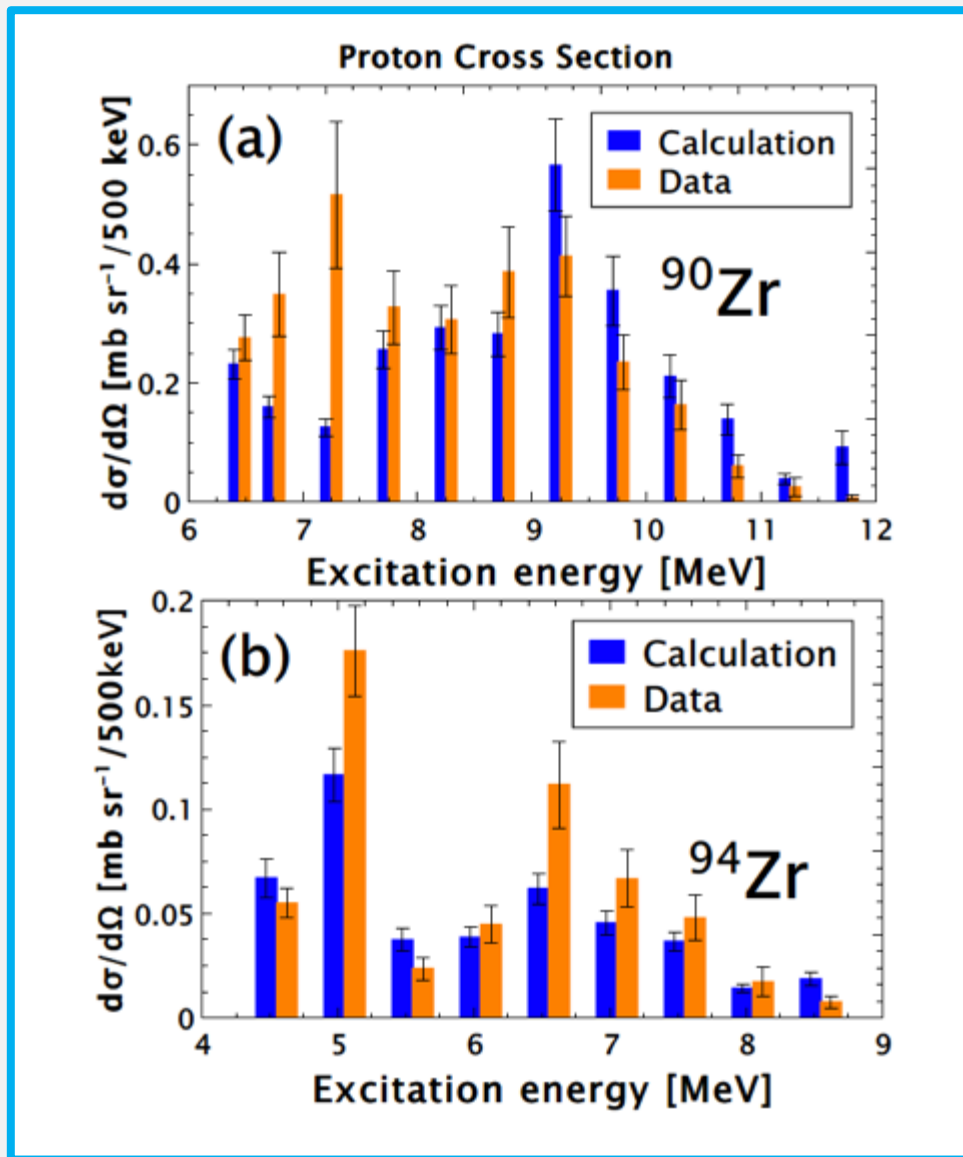 Proton Cross Section
(a)
Calculation
Data
⁹⁰Zr
dσ/dΩ [mb sr⁻¹/500 keV]
0.6
0.4
0.2
0
6 7 8 9 10 11 12
Excitation energy [MeV]
(b)
Calculation
Data
⁹⁴Zr
dσ/dΩ [mb sr⁻¹/500keV]
0.2
0.15
0.1
0.05
0
4 5 6 7 8 9
Excitation energy [MeV]